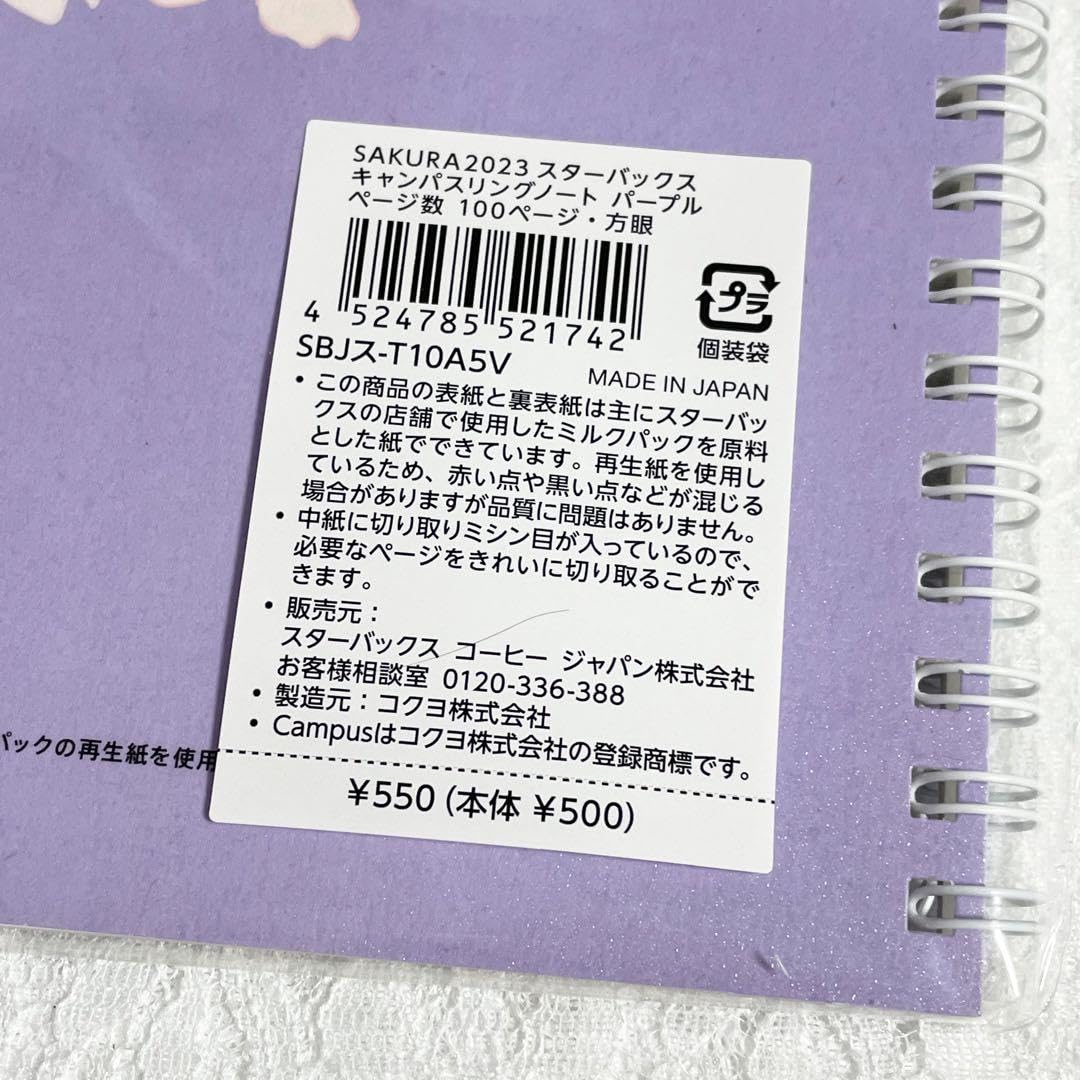 SAKURA2023 スターバックス
キャンパスリングノート パープル
ページ数 100ページ・方眼
4 524785 521742
プラ
個装袋
SBJス-T10A5V
MADE IN JAPAN
・この商品の表紙と裏表紙は主にスターバッ
クスの店舗で使用したミルクパックを原料
とした紙でできています。再生紙を使用し
ているため、赤い点や黒い点などが混じる
場合がありますが品質に問題はありません。
・中紙に切り取りミシン目が入っているので、
必要なページをきれいに切り取ることがで
きます。
・販売元：
スターバックス コーヒー ジャパン株式会社
お客様相談室 0120-336-388
・製造元：コクヨ株式会社
・Campusはコクヨ株式会社の登録商標です。
¥550 (本体 ¥500)
パックの再生紙を使用